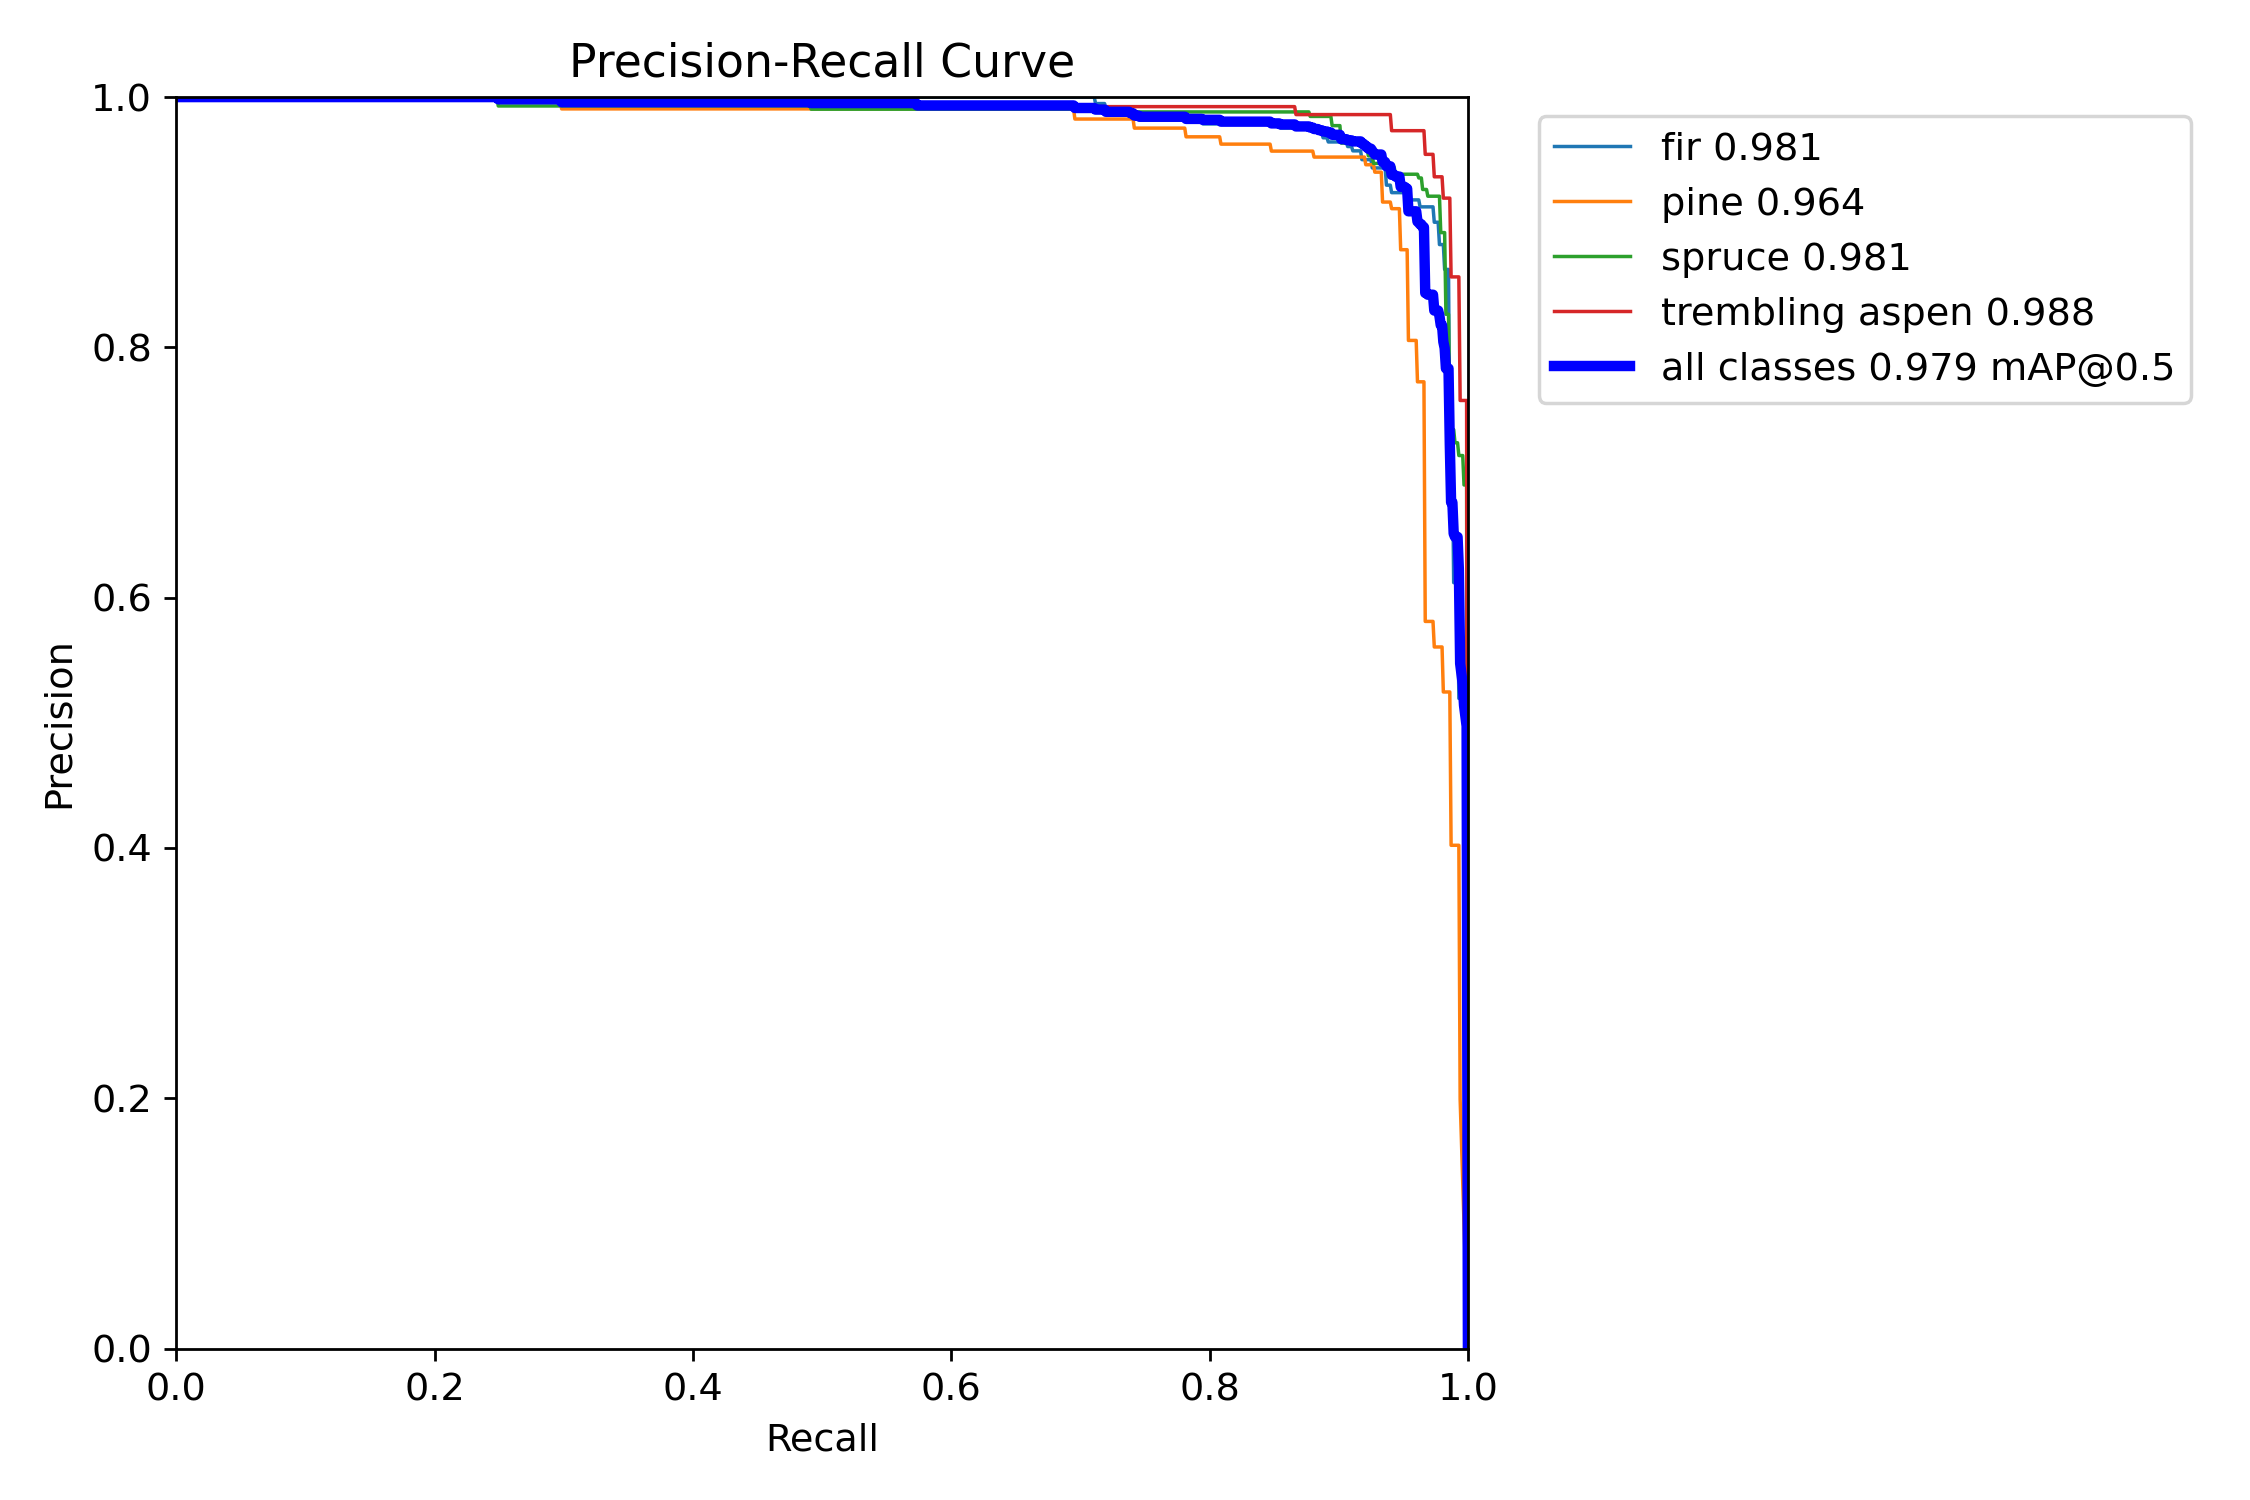 Precision-Recall Curve
1.0
0.8
0.6
0.4
0.2
0.0
Precision
0.0 0.2 0.4 0.6 0.8 1.0
Recall
fir 0.981
pine 0.964
spruce 0.981
trembling aspen 0.988
all classes 0.979 mAP@0.5